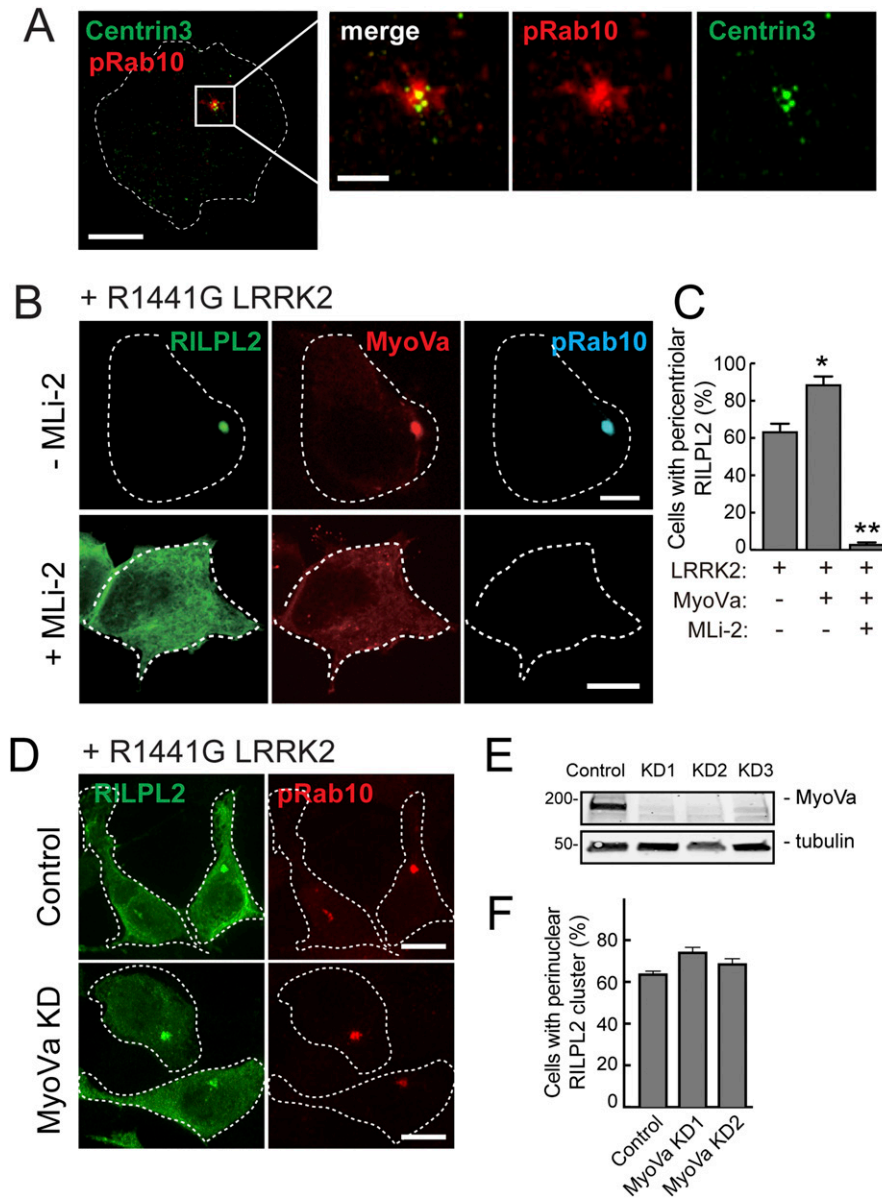 A
Centrin3
pRab10
merge
pRab10
Centrin3
B
+ R1441G LRRK2
- MLi-2
RILPL2
MyoVa
pRab10
+ MLi-2
C
Cells with pericentriolar
RILPL2 (%)
100
80
60
40
20
0
*
**
LRRK2: + + +
MyoVa: - + +
MLi-2: - - +
D
+ R1441G LRRK2
Control
RILPL2
pRab10
MyoVa KD
E
Control KD1 KD2 KD3
200- - MyoVa
50- - tubulin
F
Cells with perinuclear
RILPL2 cluster (%)
80
60
40
20
0
Control
MyoVa KD1
MyoVa KD2